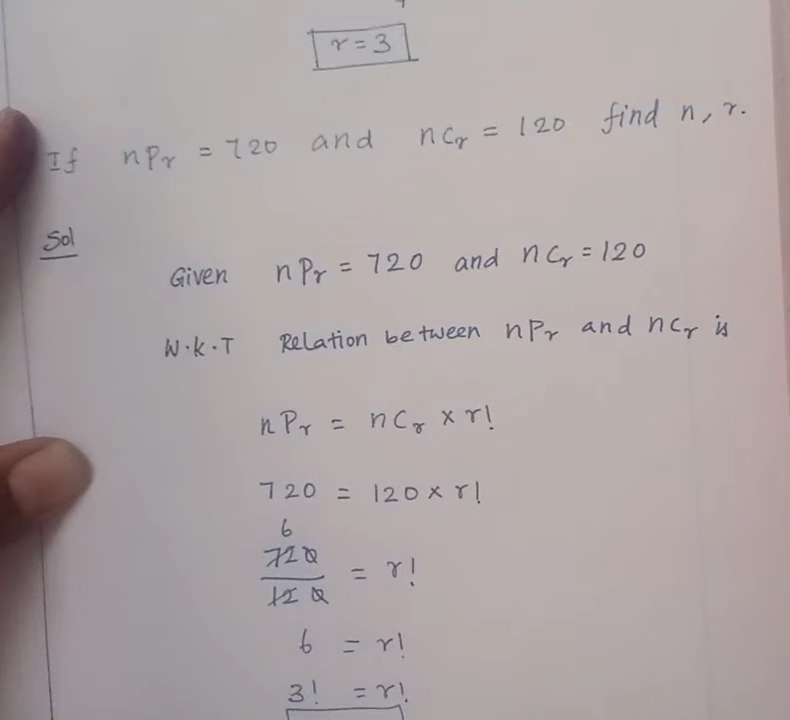 r = 3
If nPr = 720 and nCr = 120 find n, r.
Sol
Given nPr = 720 and nCr = 120
W.K.T Relation between nPr and nCr is
nPr = nCr × r!
720 = 120 × r!
6
720
120 = r!
6 = r!
3! = r!